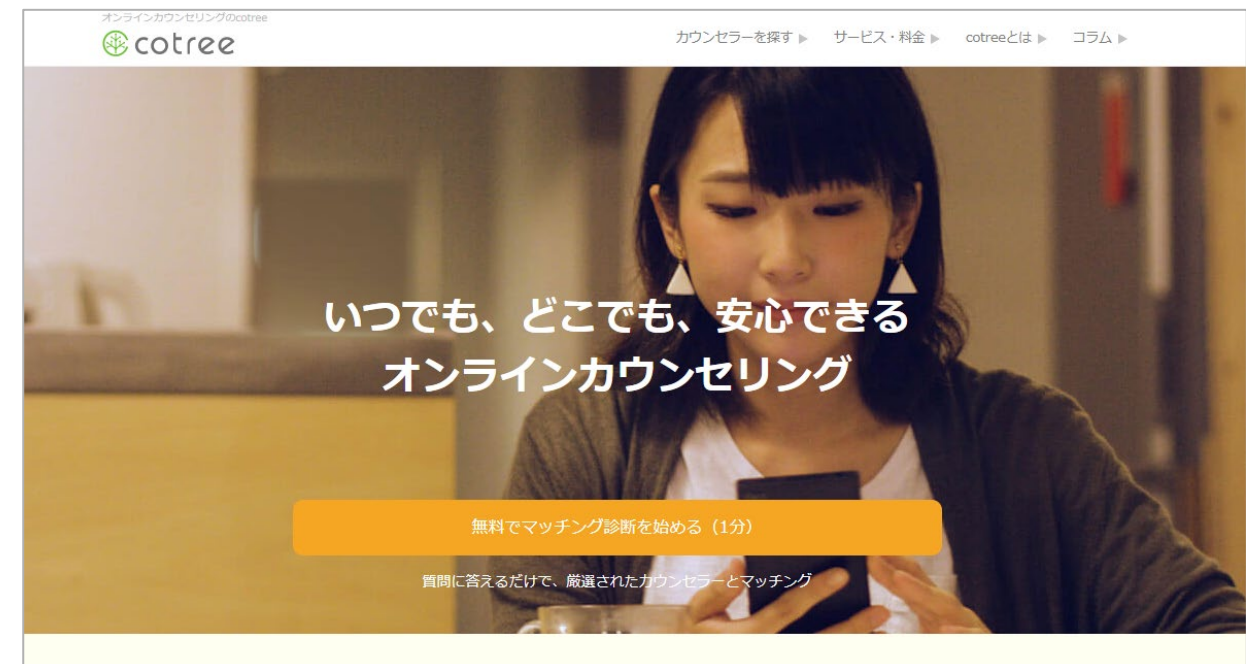 オンラインカウンセリングのcotree
cotree
カウンセラーを探す ▶ サービス・料金 ▶ cotreeとは ▶ コラム ▶
いつでも、どこでも、安心できる
オンラインカウンセリング
無料でマッチング診断を始める（1分）
質問に答えるだけで、厳選されたカウンセラーとマッチング